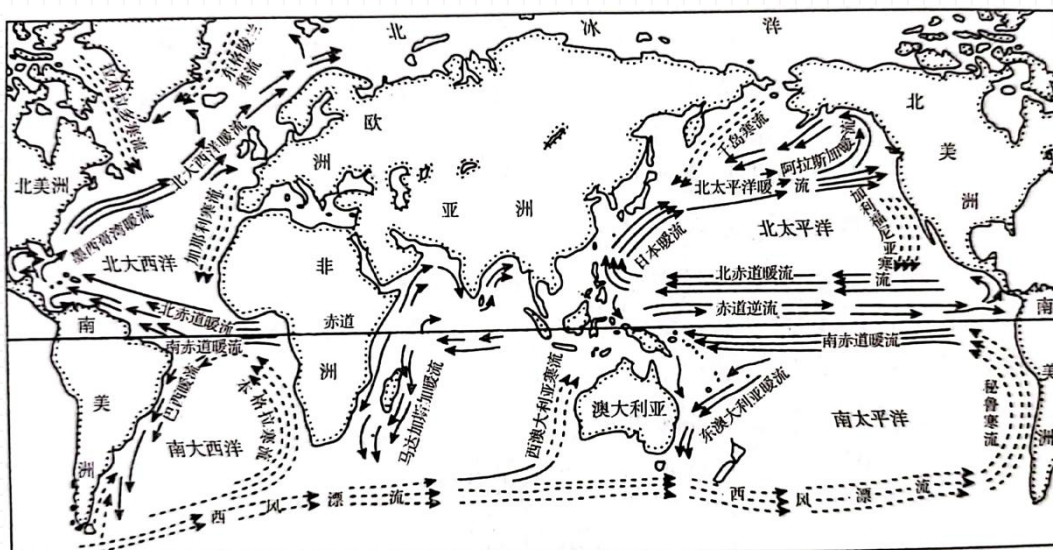 北 冰 洋
拉布拉多寒流
东格陵兰寒流
北大西洋暖流
北美洲
墨西哥湾暖流
加那利寒流
北大西洋
欧洲
亚洲
非洲
千岛寒流
阿拉斯加暖流
北太平洋暖流
北美洲
加利福尼亚寒流
日本暖流
北太平洋
北赤道暖流
赤道逆流
南赤道暖流
北赤道暖流
南赤道暖流
赤道
南美洲
巴西暖流
本格拉寒流
南大西洋
马达加斯加暖流
西澳大利亚寒流
澳大利亚
东澳大利亚暖流
南太平洋
秘鲁寒流
南美洲
西风漂流
西风漂流